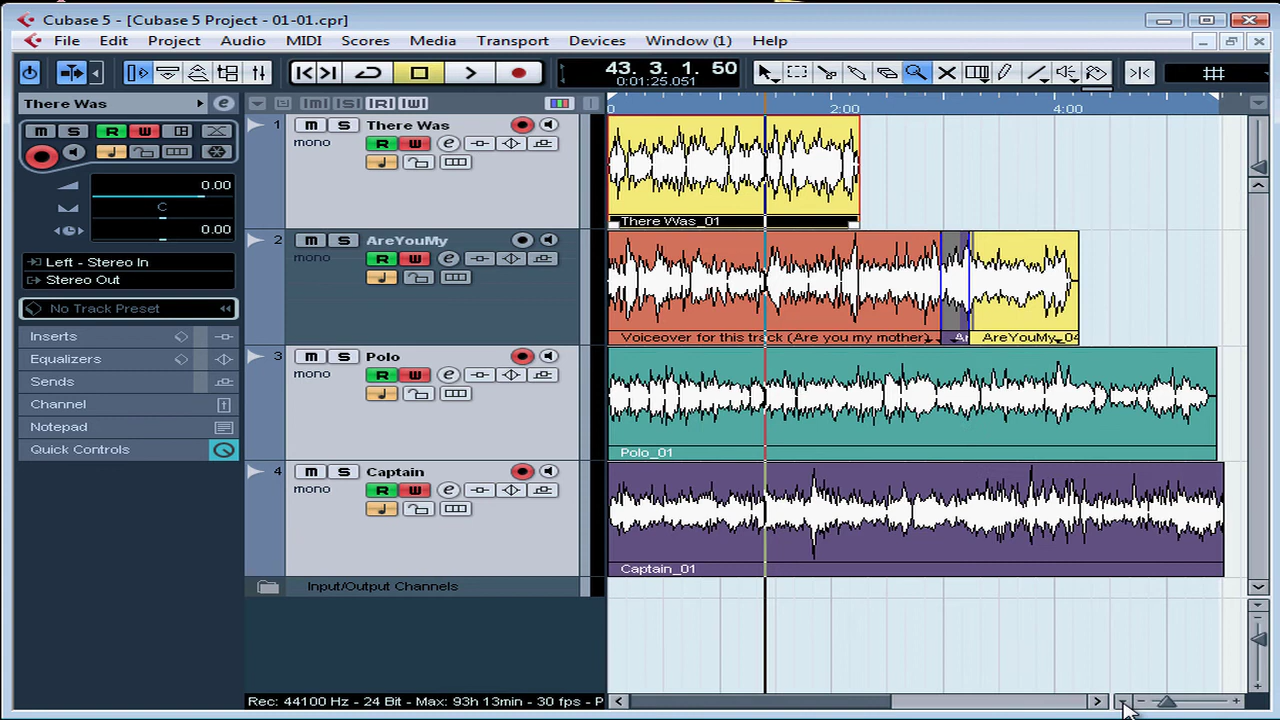 Cubase 5 - [Cubase 5 Project - 01-01.cpr]
File Edit Project Audio MIDI Scores Media Transport Devices Window (1) Help
43. 3. 1. 50
0:01:25.051
There Was
m S R W
0.00
C
0.00
Left - Stereo In
Stereo Out
No Track Preset
Inserts
Equalizers
Sends
Channel
Notepad
Quick Controls
0 2:00 4:00
1 m S There Was
mono R W e
There Was_01
2 m S AreYouMy
mono R W e
Voiceover for this track (Are you my mother) AreYouMy_04
3 m S Polo
mono R W e
Polo_01
4 m S Captain
mono R W e
Captain_01
Input/Output Channels
Rec: 44100 Hz - 24 Bit - Max: 93h 13min - 30 fps - P